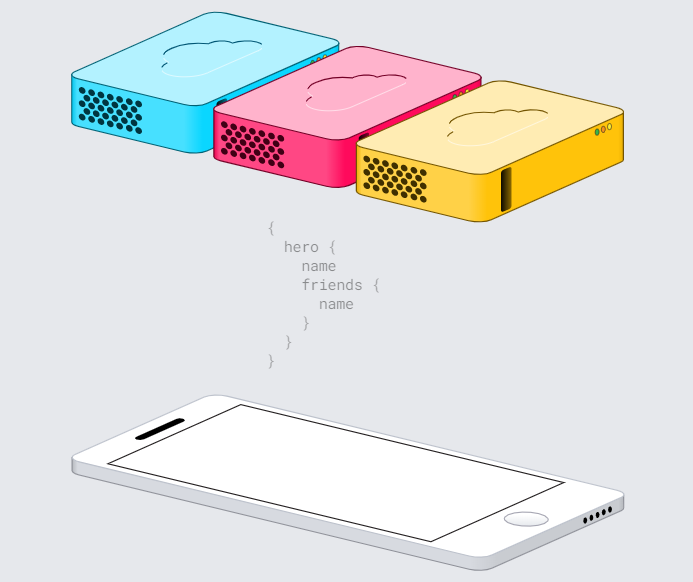 {
  hero {
    name
    friends {
      name
    }
  }
}